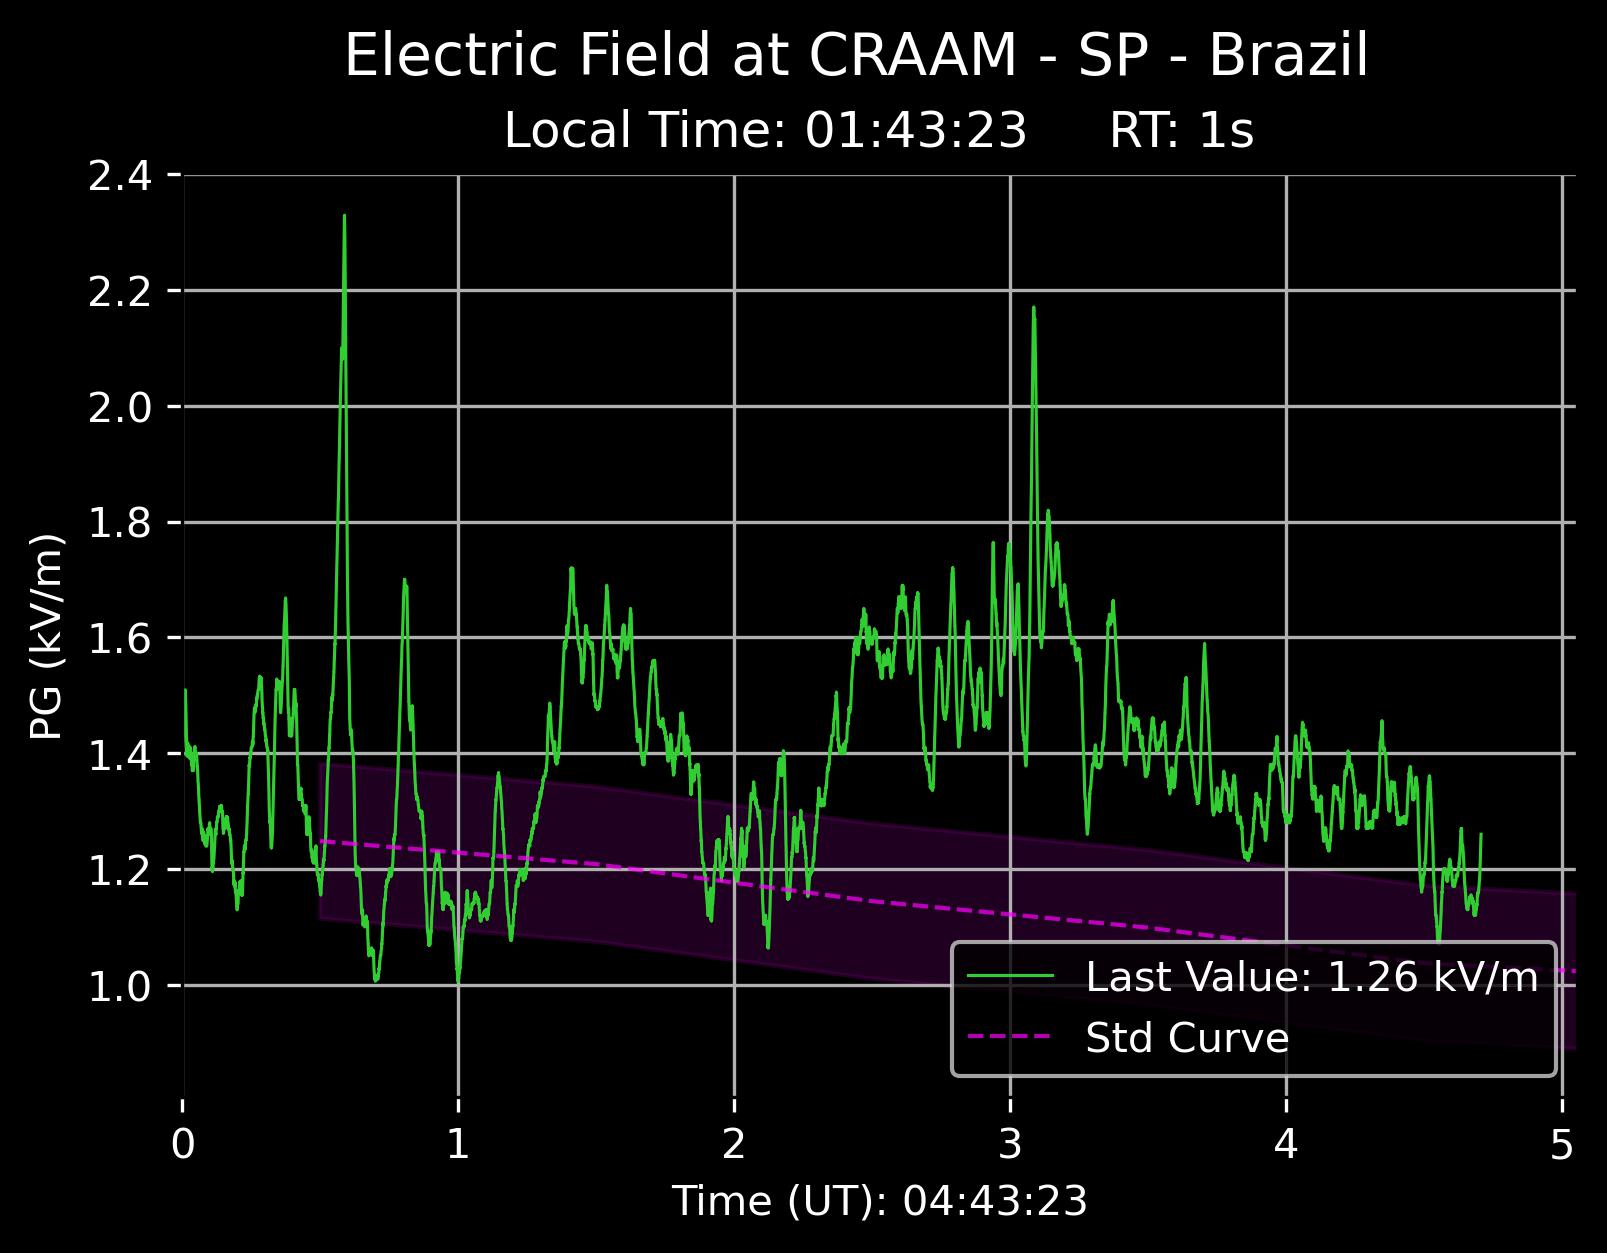 Electric Field at CRAAM - SP - Brazil
Local Time: 01:43:23 RT: 1s
PG (kV/m)
2.4
2.2
2.0
1.8
1.6
1.4
1.2
1.0
Last Value: 1.26 kV/m
Std Curve
0 1 2 3 4 5
Time (UT): 04:43:23